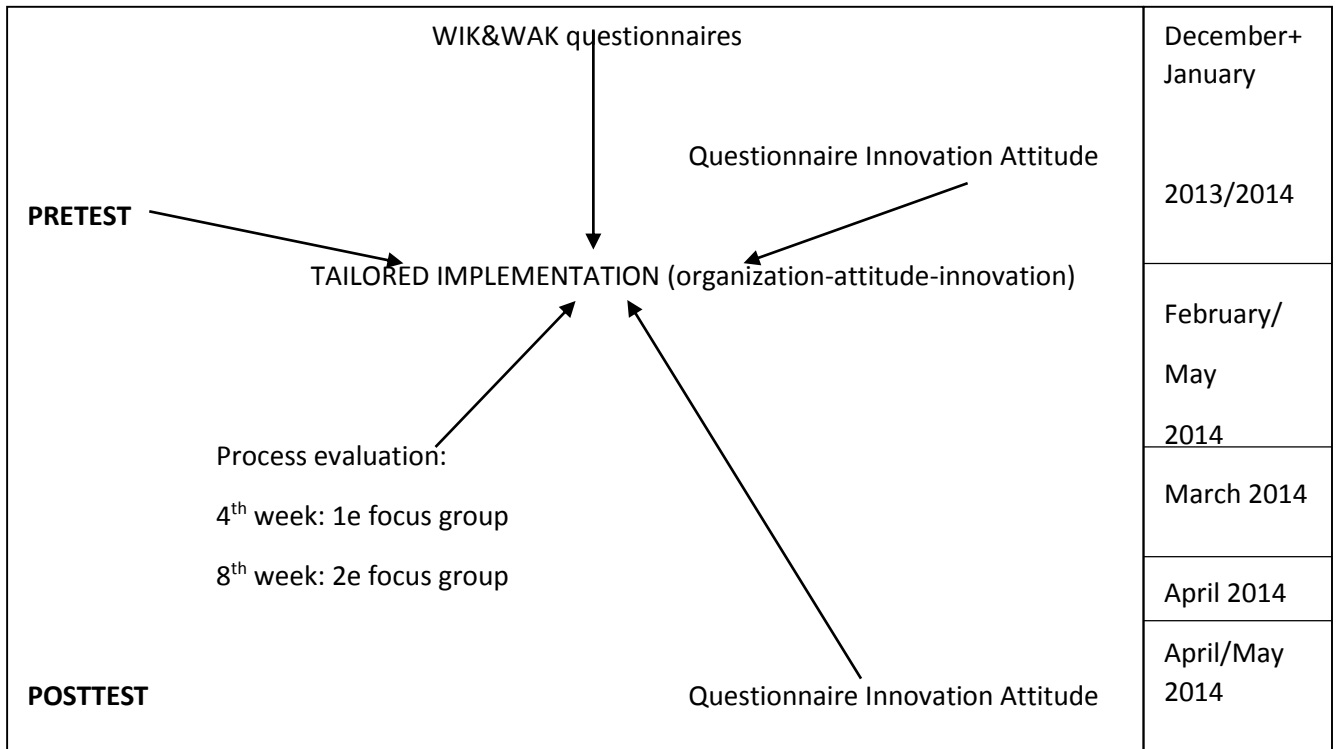 WIK&WAK questionnaires
December+
January
Questionnaire Innovation Attitude
2013/2014
PRETEST
TAILORED IMPLEMENTATION (organization-attitude-innovation)
February/
May
2014
Process evaluation:
March 2014
4th week: 1e focus group
8th week: 2e focus group
April 2014
April/May
2014
POSTTEST
Questionnaire Innovation Attitude